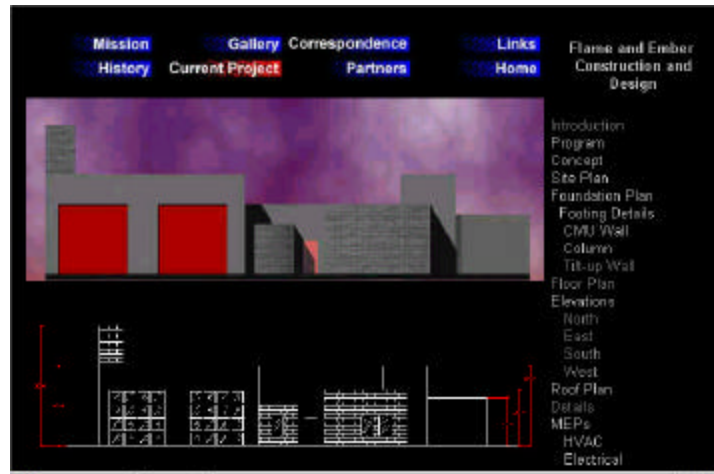 Mission Gallery Correspondence Links
History Current Project Partners Home
Flame and Ember
Construction and
Design
Introduction
Program
Concept
Site Plan
Foundation Plan
Footing Details
CMU Wall
Column
Tilt-up Wall
Floor Plan
Elevations
North
East
South
West
Roof Plan
Details
MEPs
HVAC
Electrical